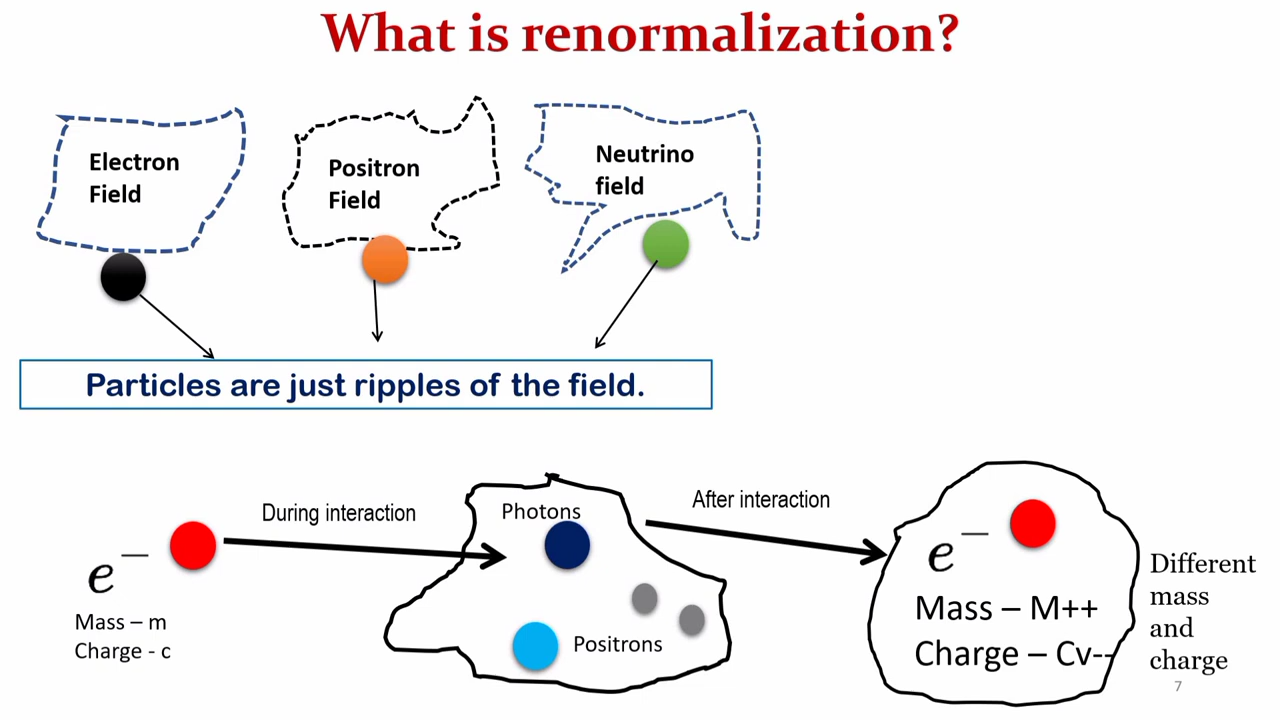 What is renormalization?
Electron
Field
Positron
Field
Neutrino
field
Particles are just ripples of the field.
During interaction
After interaction
e⁻
Mass – m
Charge - c
Photons
Positrons
e⁻
Mass – M++
Charge – Cv--
Different
mass
and
charge
7